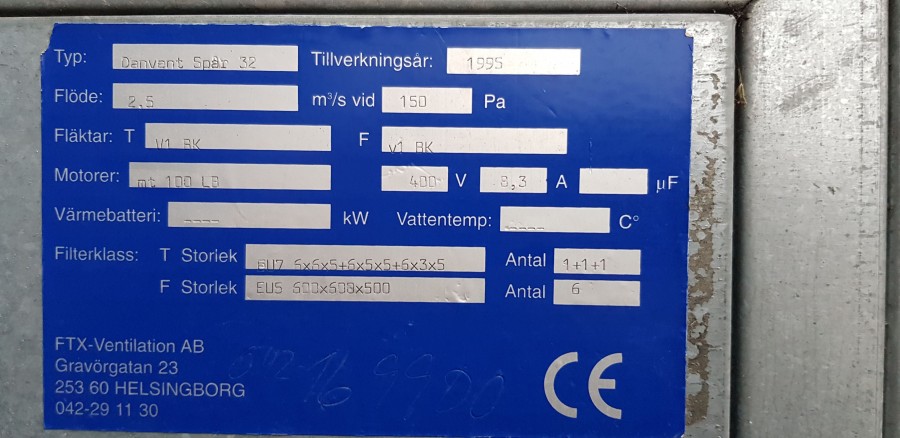 Typ: Danvent Spar 32 Tillverkningsår: 1995
Flöde: 2,5 m³/s vid 150 Pa
Fläktar: T V1 BK F v1 BK
Motorer: mt 100 LB 400 V 8,3 A µF
Värmebatteri: ---- kW Vattentemp: ---- C°
Filterklass: T Storlek EU7 6x6x5+6x5x5+6x3x5 Antal 1+1+1
F Storlek EU5 600x600x500 Antal 6
FTX-Ventilation AB
Gravörgatan 23
253 60 HELSINGBORG
042-29 11 30
CE